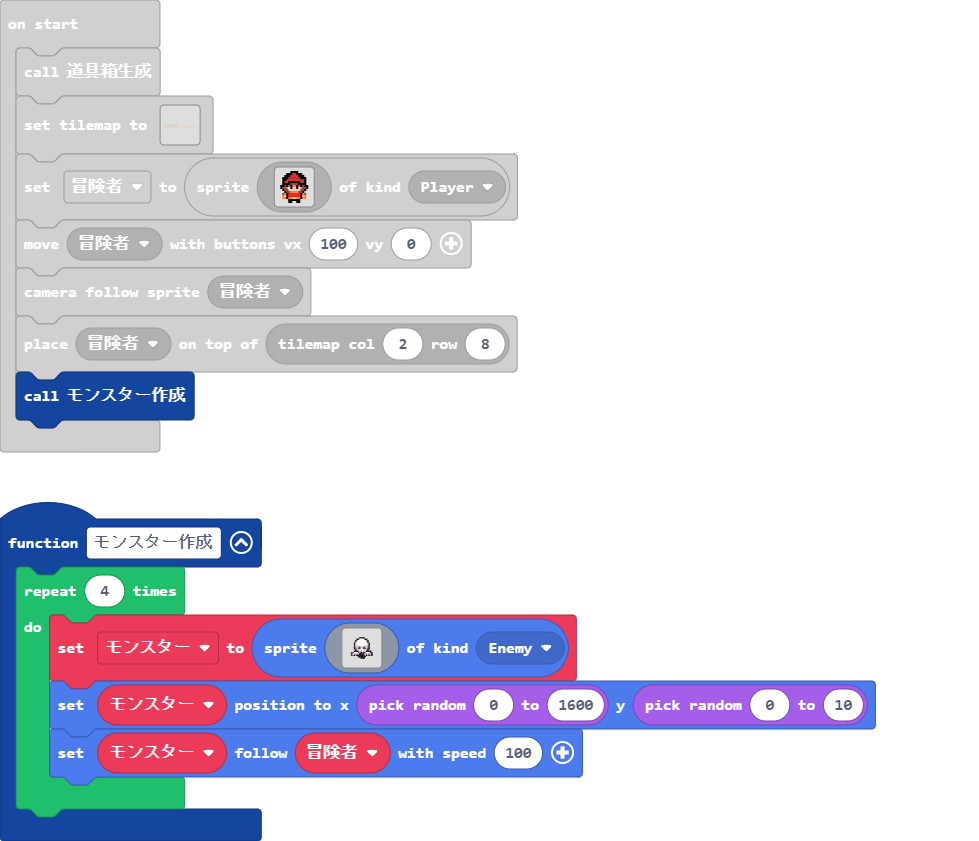 on start
call 道具箱生成
set tilemap to
set 冒険者 to sprite of kind Player
move 冒険者 with buttons vx 100 vy 0
camera follow sprite 冒険者
place 冒険者 on top of tilemap col 2 row 8
call モンスター作成
function モンスター作成
repeat 4 times
do
set モンスター to sprite of kind Enemy
set モンスター position to x pick random 0 to 1600 y pick random 0 to 10
set モンスター follow 冒険者 with speed 100